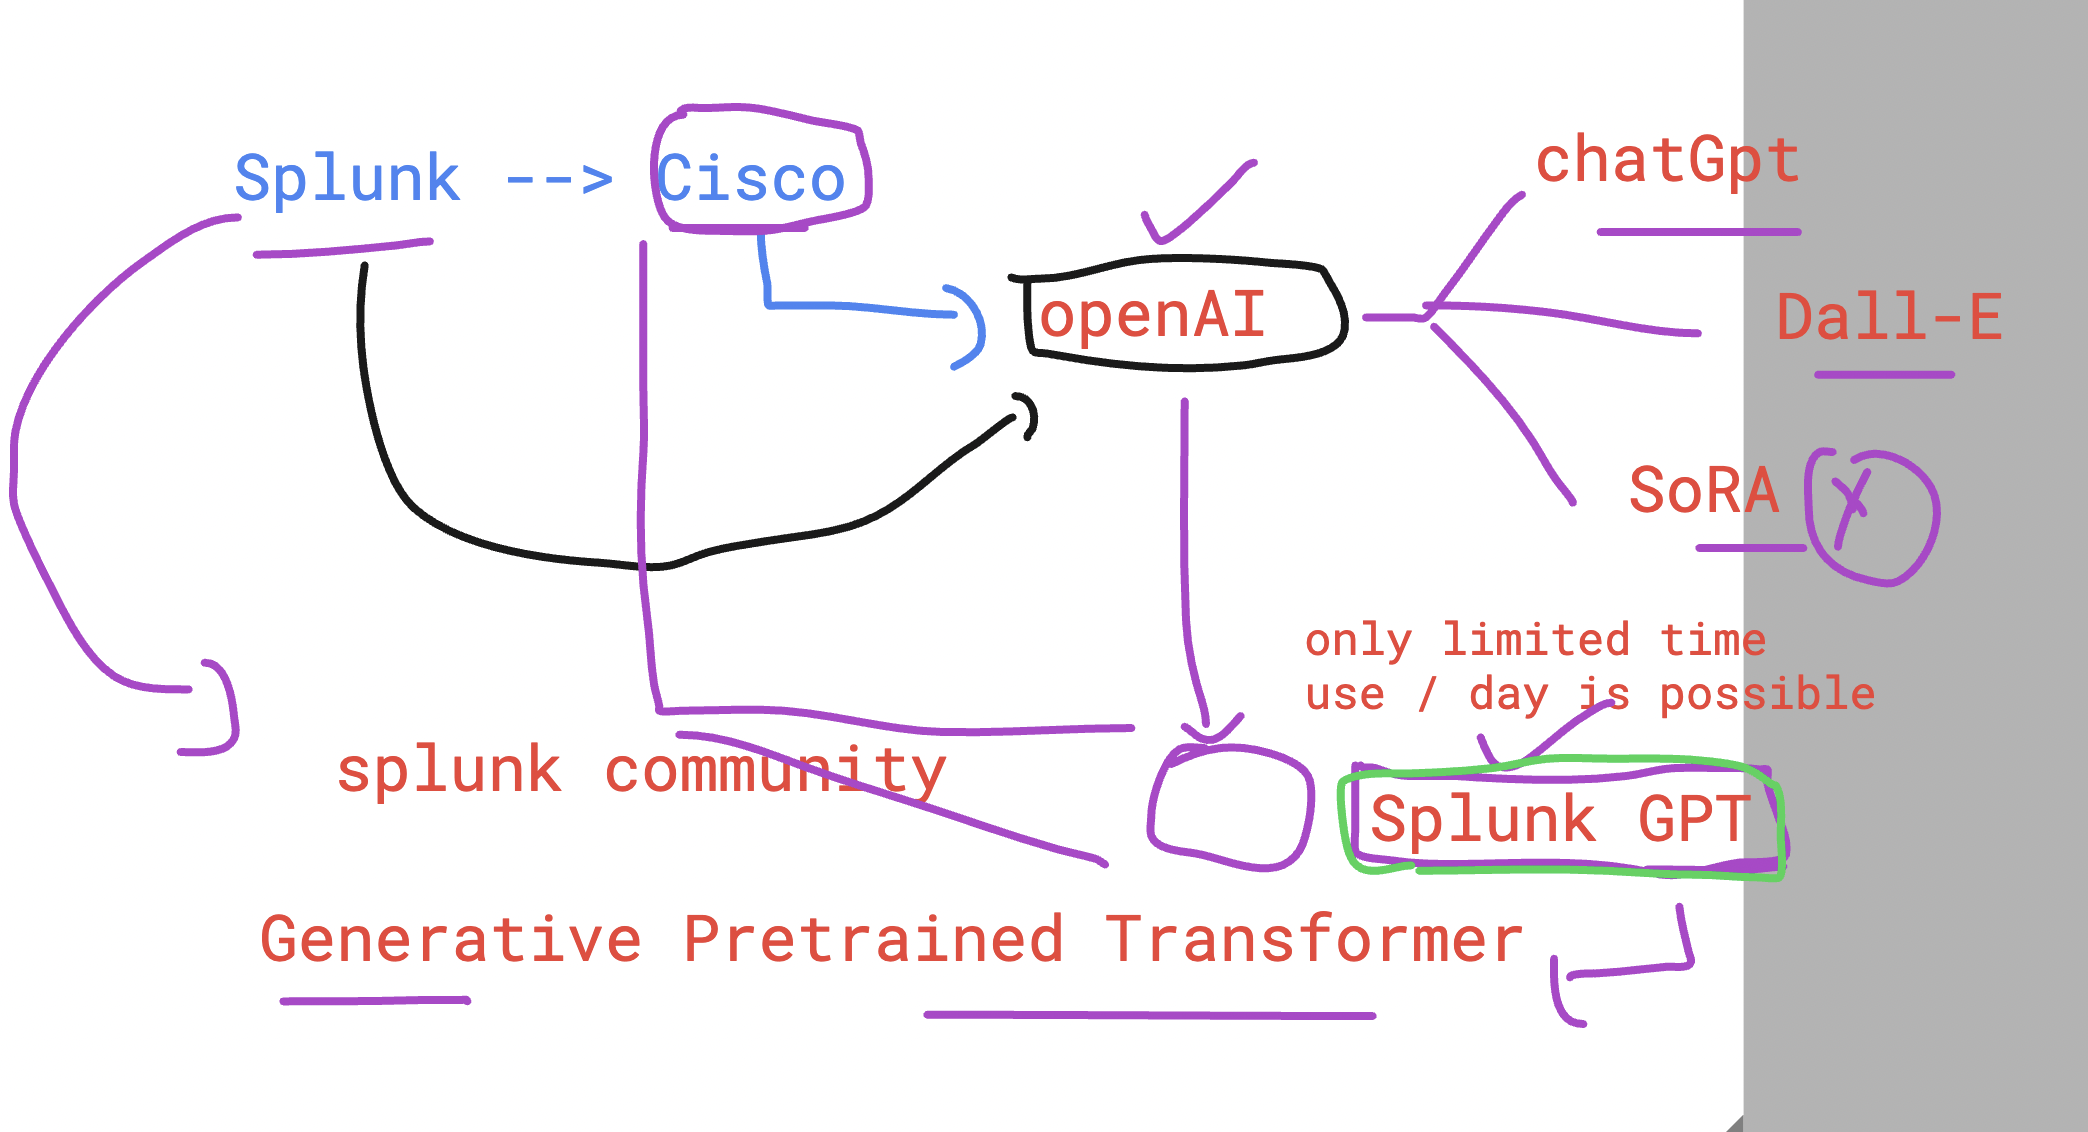 Splunk --> Cisco
chatGpt
openAI
Dall-E
SoRA
only limited time
use / day is possible
splunk community
Splunk GPT
Generative Pretrained Transformer